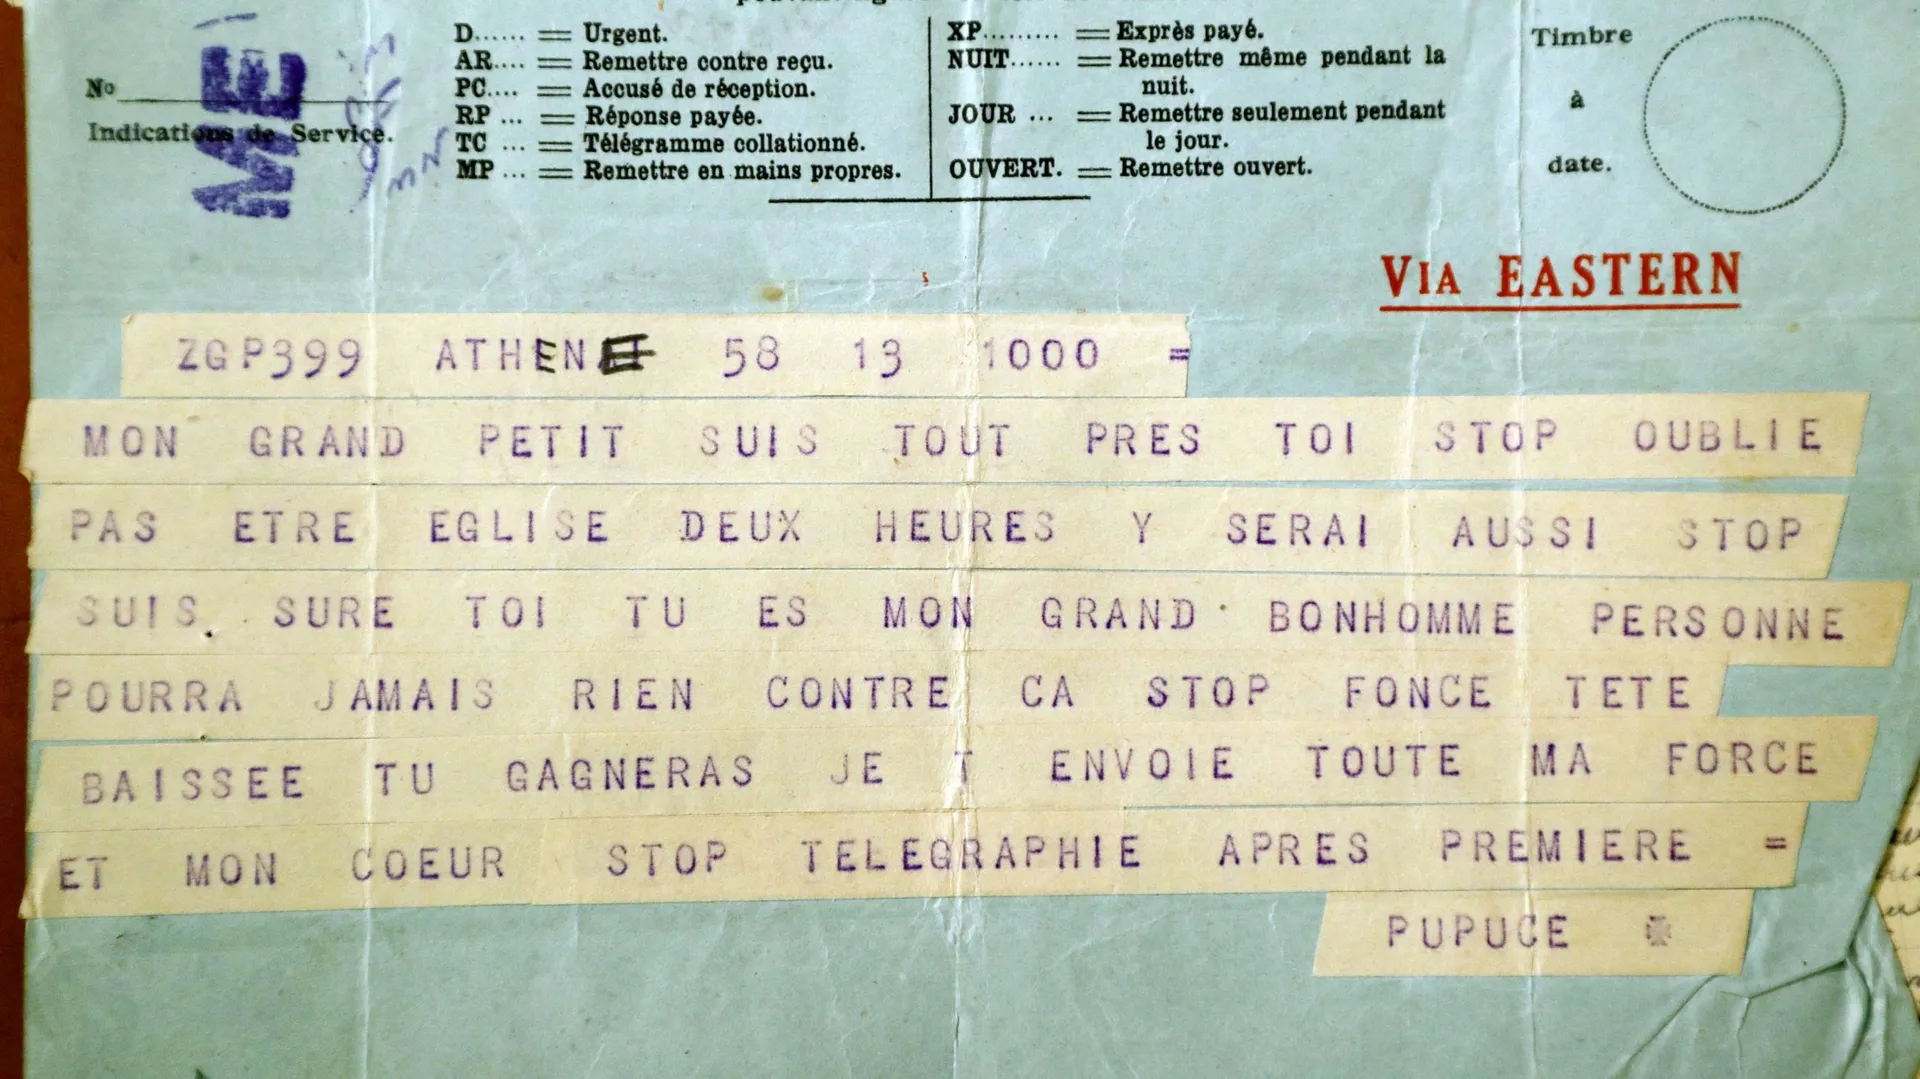 D...... = Urgent.
AR.... = Remettre contre reçu.
PC.... = Accusé de réception.
RP ... = Réponse payée.
TC ... = Télégramme collationné.
MP ... = Remettre en mains propres.
XP......... = Exprès payé.
NUIT...... = Remettre même pendant la
nuit.
JOUR ... = Remettre seulement pendant
le jour.
OUVERT. = Remettre ouvert.
No
Indications de Service.
ME
Timbre
à
date.
VIA EASTERN
ZGP399 ATHEN 58 13 1000 =
MON GRAND PETIT SUIS TOUT PRES TOI STOP OUBLIE
PAS ETRE EGLISE DEUX HEURES Y SERAI AUSSI STOP
SUIS SURE TOI TU ES MON GRAND BONHOMME PERSONNE
POURRA JAMAIS RIEN CONTRE CA STOP FONCE TETE
BAISSEE TU GAGNERAS JE T ENVOIE TOUTE MA FORCE
ET MON COEUR STOP TELEGRAPHIE APRES PREMIERE =
PUPUCE